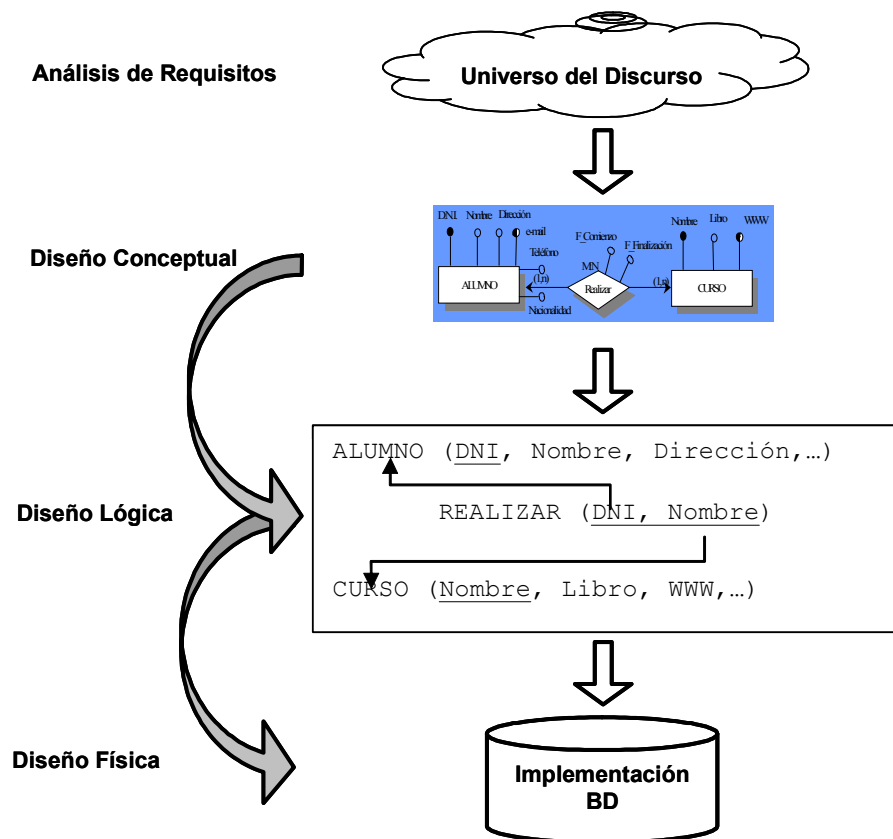 Análisis de Requisitos
Universo del Discurso
Diseño Conceptual
D.N.I. Nombre Dirección
e-mail
Teléfono
(1,n)
ALUMNO
Nacionalidad
F_Comienzo
F_Finalización
M:N
Realizar
Nombre Libro WWW
(1,n)
CURSO
Diseño Lógica
ALUMNO (DNI, Nombre, Dirección,…)
REALIZAR (DNI, Nombre)
CURSO (Nombre, Libro, WWW,…)
Diseño Física
Implementación
BD